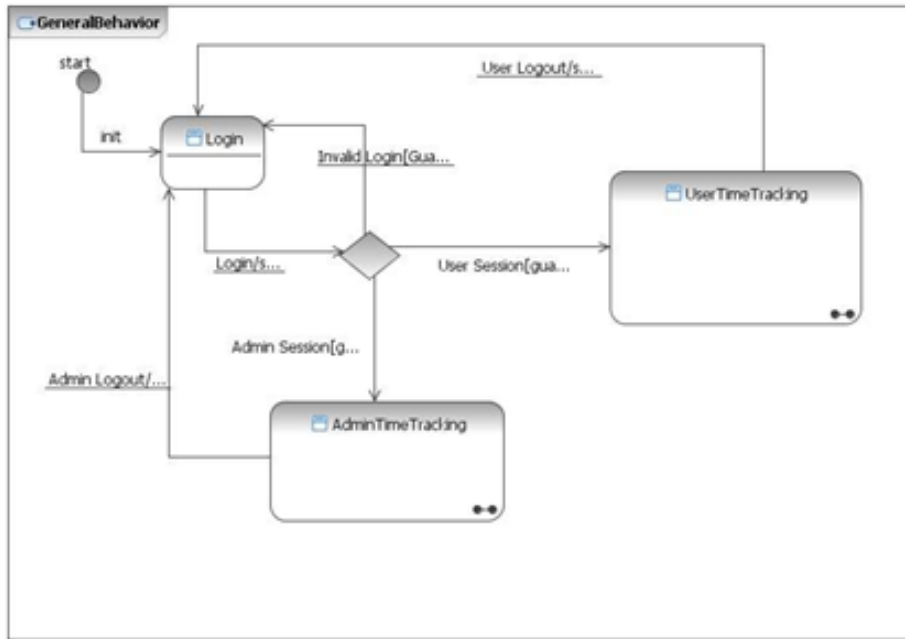 GeneralBehavior
start
User Logout/s...
init
Login
Invalid Login[Gua...
UserTimeTracking
Login/s...
User Session[gua...
Admin Session[g...
Admin Logout/...
AdminTimeTracking